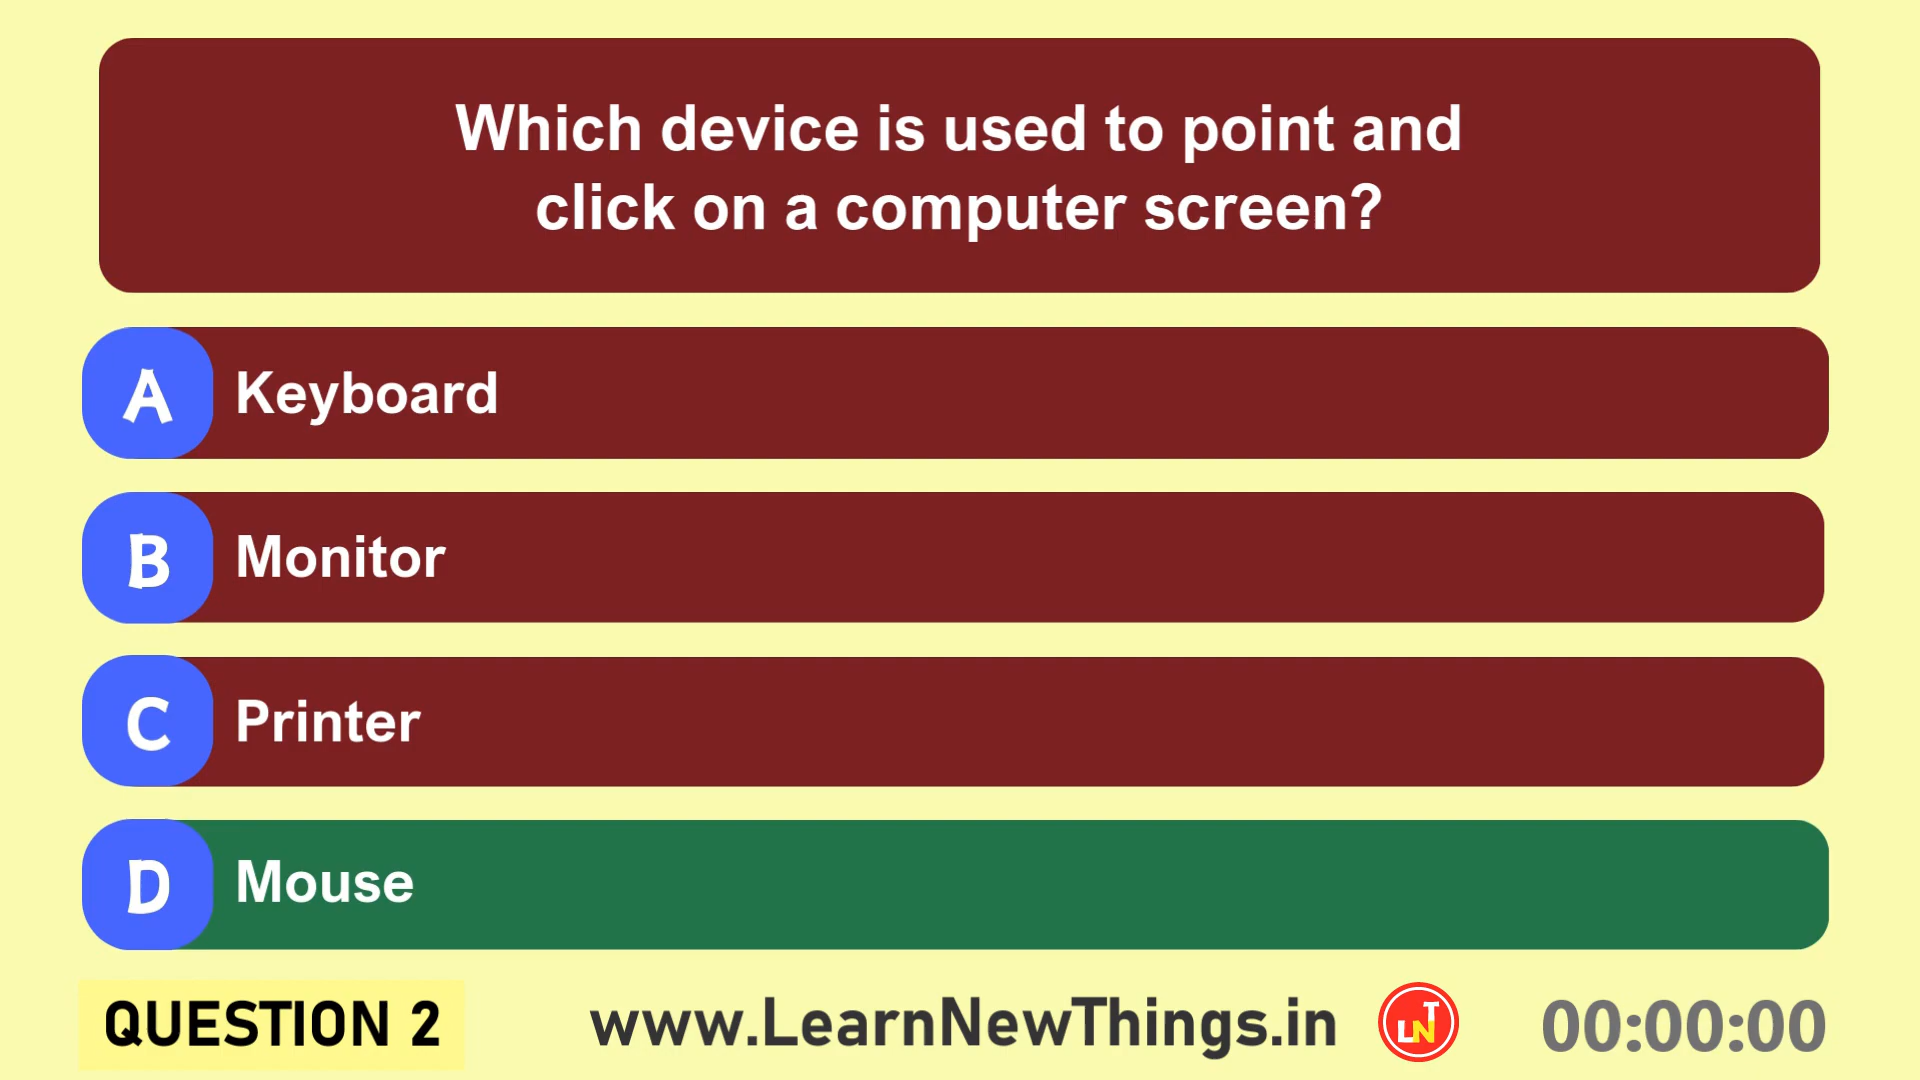 Which device is used to point and
click on a computer screen?
A Keyboard
B Monitor
C Printer
D Mouse
QUESTION 2 www.LearnNewThings.in LNT 00:00:00